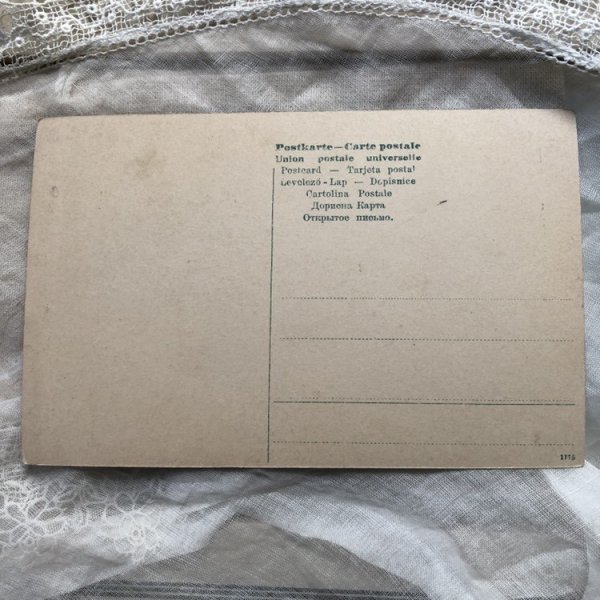 Postkarte — Carte postale
Union postale universelle
Postcard — Tarjeta postal
Levelező-Lap — Dopisnice
Cartolina Postale
Дописна Карта
Открытое письмо.
1115